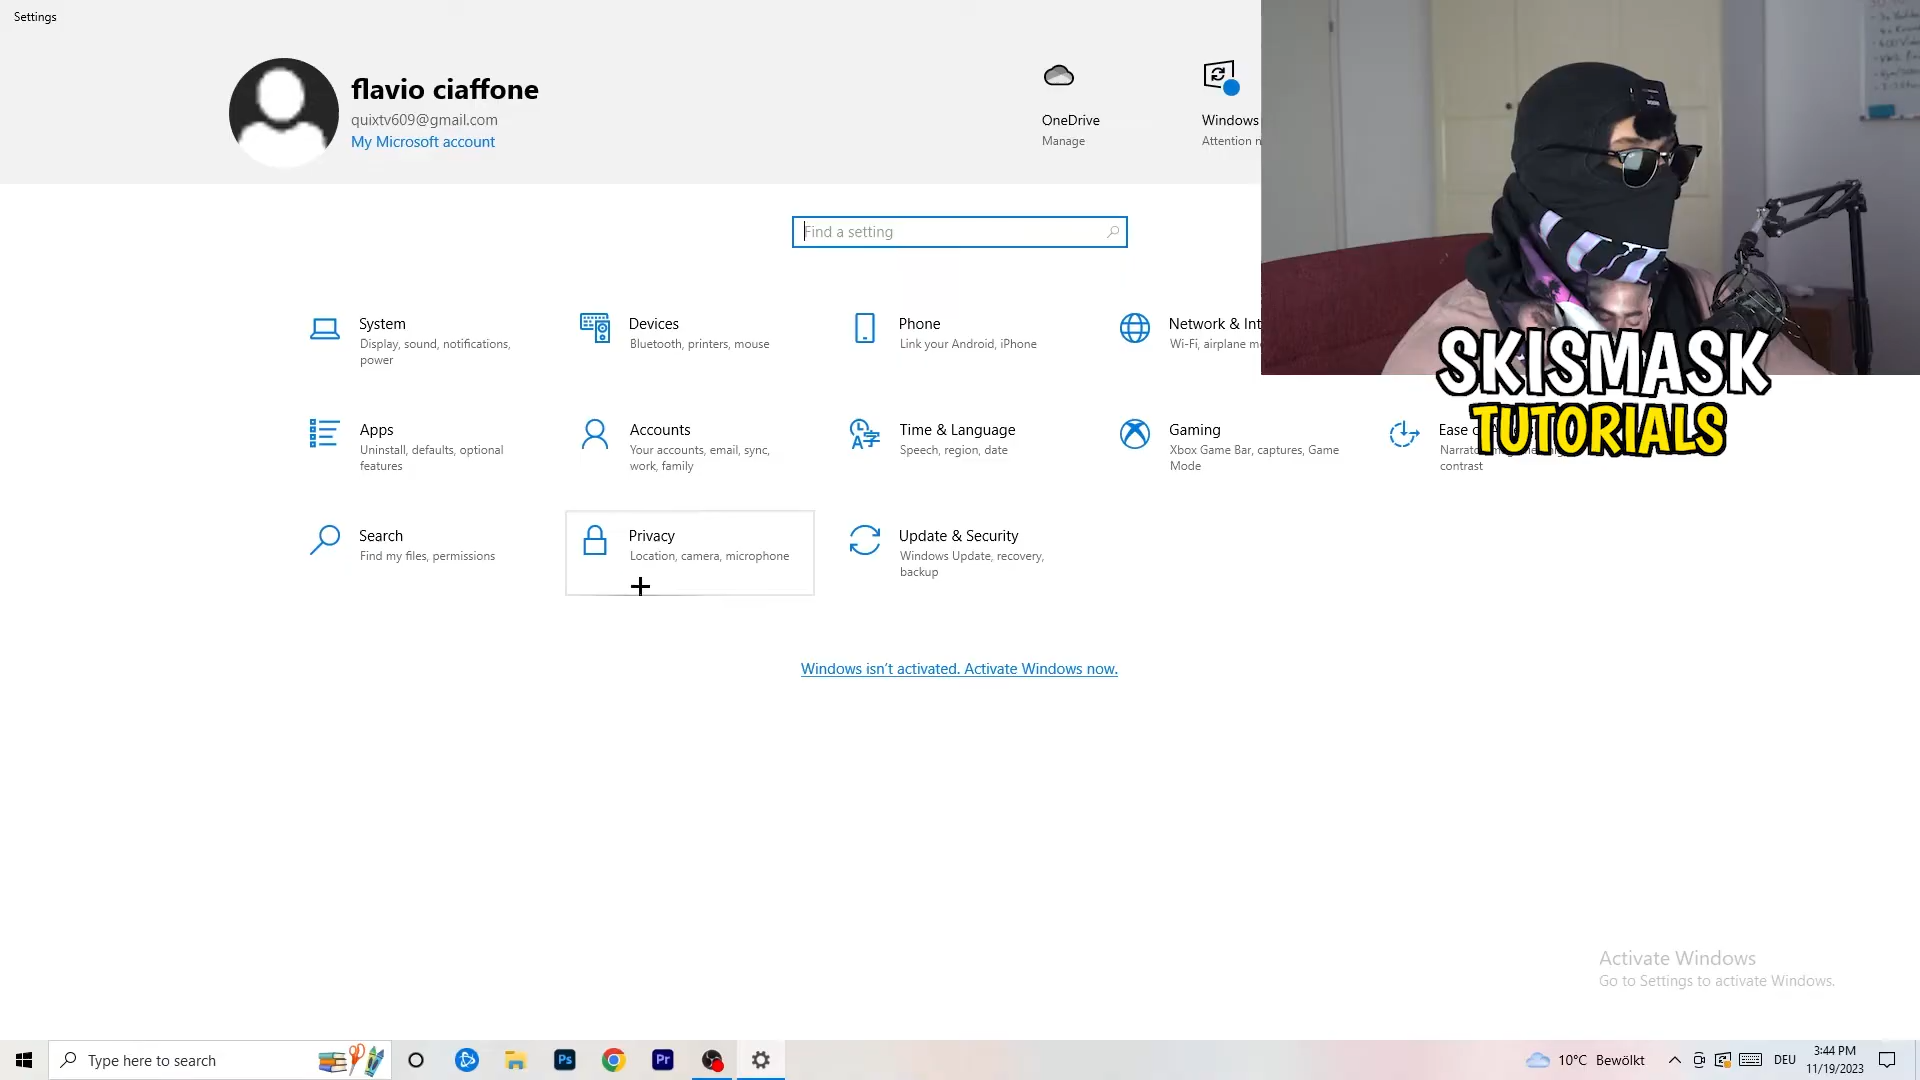 Settings
flavio ciaffone
quixtv609@gmail.com
My Microsoft account
OneDrive
Manage
Windows
Attention n
Find a setting
System
Display, sound, notifications,
power
Devices
Bluetooth, printers, mouse
Phone
Link your Android, iPhone
Network & Int
Wi-Fi, airplane m
SKISMASK
TUTORIALS
Apps
Uninstall, defaults, optional
features
Accounts
Your accounts, email, sync,
work, family
Time & Language
Speech, region, date
Gaming
Xbox Game Bar, captures, Game
Mode
Ease
contrast
Search
Find my files, permissions
Privacy
Location, camera, microphone
Update & Security
Windows Update, recovery,
backup
Windows isn't activated. Activate Windows now.
Activate Windows
Go to Settings to activate Windows.
Type here to search
Ps
Pr
10°C Bewölkt
DEU
3:44 PM
11/19/2023